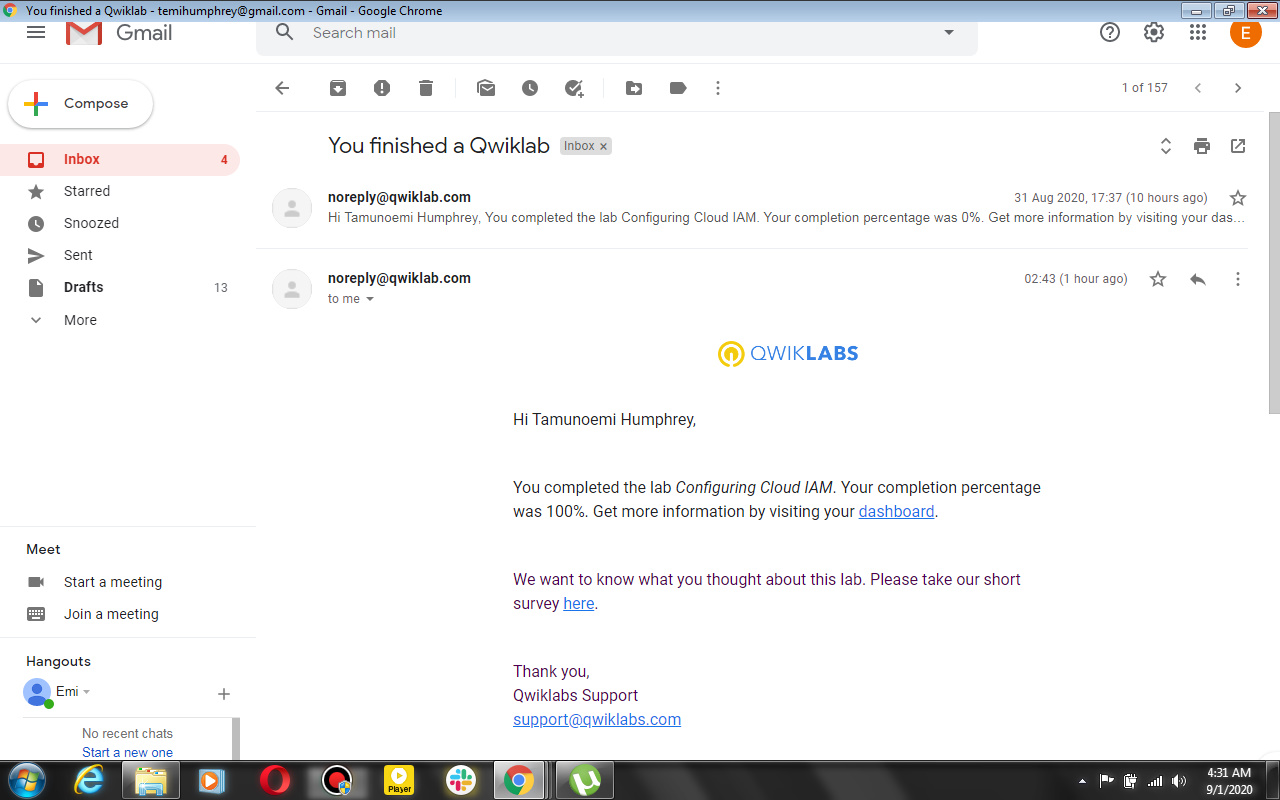 You finished a Qwiklab - temihumphrey@gmail.com - Gmail - Google Chrome
Gmail
Search mail
E
Compose
1 of 157
Inbox 4
Starred
Snoozed
Sent
Drafts 13
More
You finished a Qwiklab Inbox x
noreply@qwiklab.com 31 Aug 2020, 17:37 (10 hours ago)
Hi Tamunoemi Humphrey, You completed the lab Configuring Cloud IAM. Your completion percentage was 0%. Get more information by visiting your das...
noreply@qwiklab.com 02:43 (1 hour ago)
to me
QWIKLABS
Hi Tamunoemi Humphrey,
You completed the lab Configuring Cloud IAM. Your completion percentage
was 100%. Get more information by visiting your dashboard.
We want to know what you thought about this lab. Please take our short
survey here.
Thank you,
Qwiklabs Support
support@qwiklabs.com
Meet
Start a meeting
Join a meeting
Hangouts
Emi
No recent chats
Start a new one
Player
4:31 AM
9/1/2020